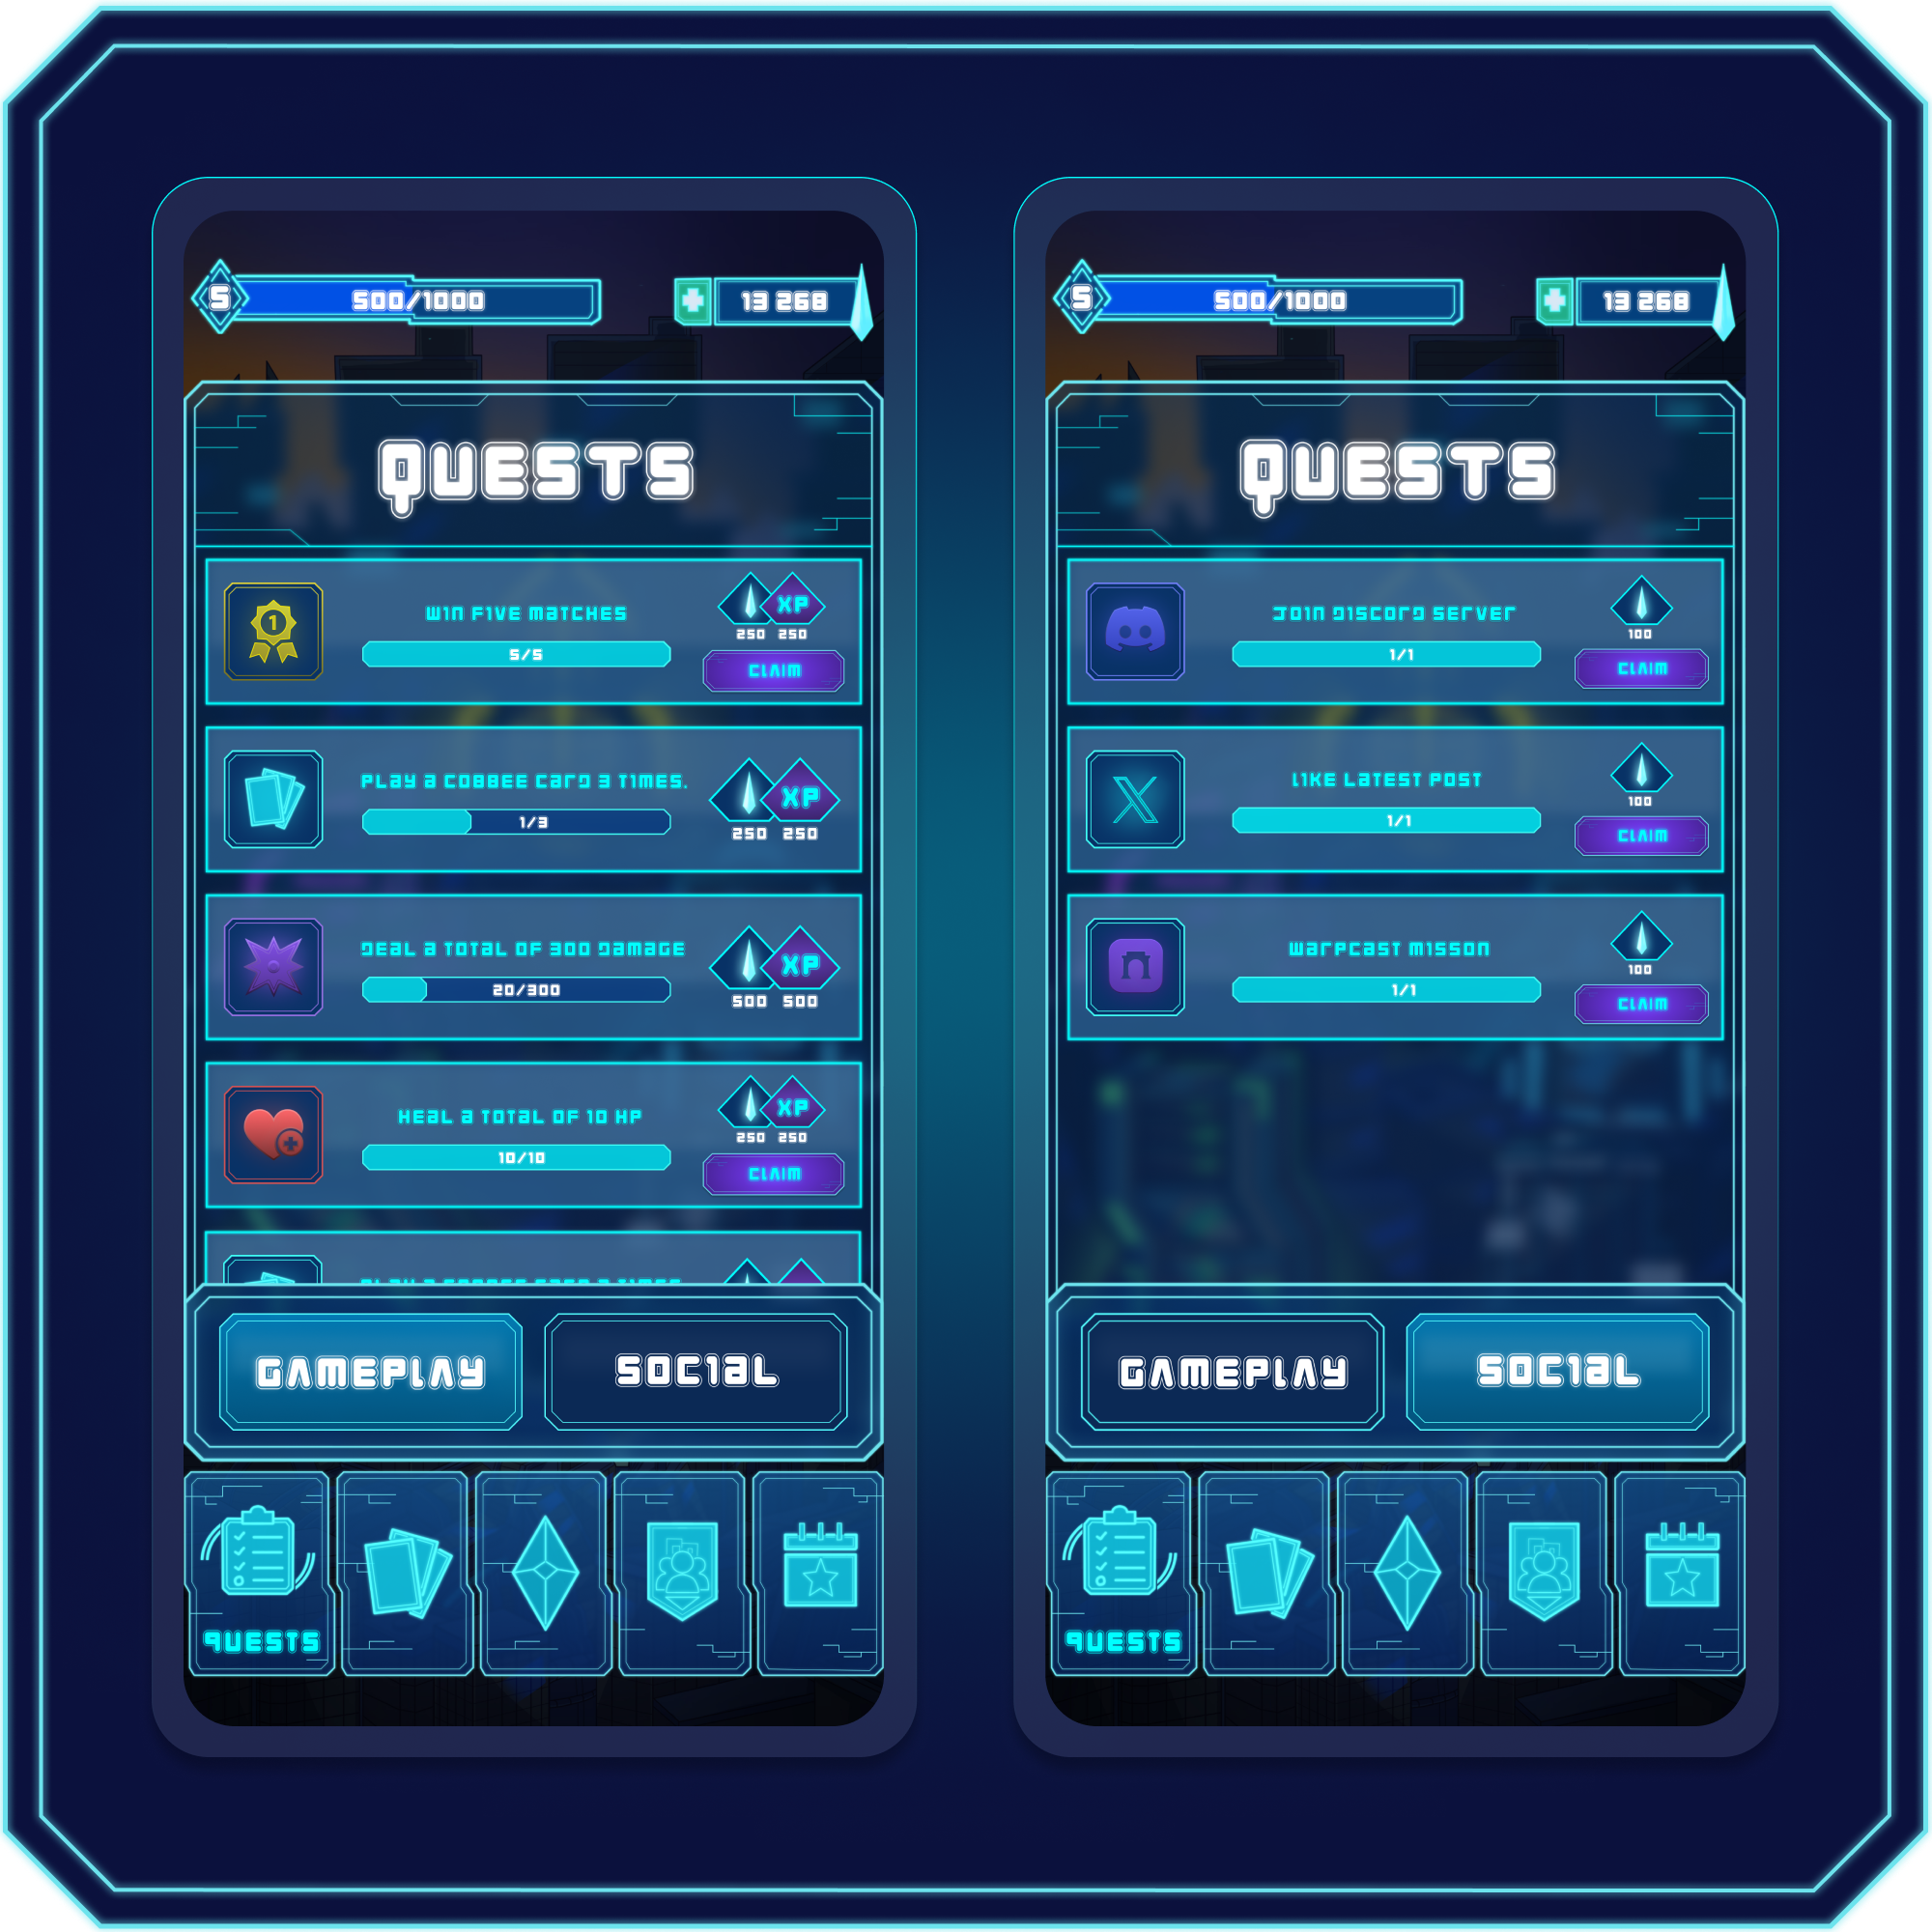 5 500/1000 13 268
QUESTS
1
WIN FIVE MATCHES
5/5
XP
250 250
CLAIM
PLAY A COBBEE CARD 3 TIMES.
1/3
XP
250 250
DEAL A TOTAL OF 300 DAMAGE
20/300
XP
500 500
HEAL A TOTAL OF 10 HP
10/10
XP
250 250
CLAIM
GAMEPLAY SOCIAL
QUESTS
5 500/1000 13 268
QUESTS
JOIN DISCORD SERVER
1/1
100
CLAIM
LIKE LATEST POST
1/1
100
CLAIM
WARPCAST MISSON
1/1
100
CLAIM
GAMEPLAY SOCIAL
QUESTS